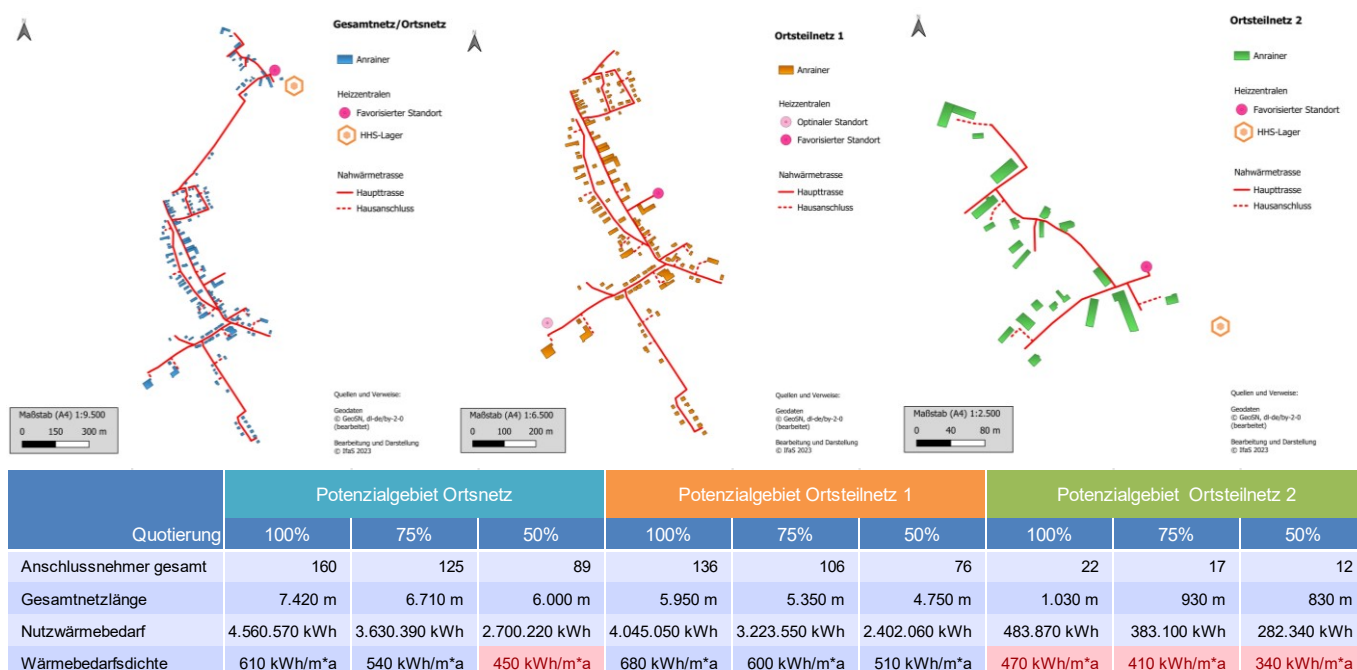 N
Gesamtnetz/Ortsnetz
Anrainer
Heizzentralen
Favorisierter Standort
HHS-Lager
Nahwärmetrasse
Haupttrasse
Hausanschluss
Quellen und Verweise:
Geodaten
© GeoSN, dl-de/by-2-0
(bearbeitet)
Bearbeitung und Darstellung
© IfaS 2023
Maßstab (A4) 1:9.500
0 150 300 m
N
Ortsteilnetz 1
Anrainer
Heizzentralen
Optimaler Standort
Favorisierter Standort
Nahwärmetrasse
Haupttrasse
Hausanschluss
Quellen und Verweise:
Geodaten
© GeoSN, dl-de/by-2-0
(bearbeitet)
Bearbeitung und Darstellung
© IfaS 2023
Maßstab (A4) 1:6.500
0 100 200 m
N
Ortsteilnetz 2
Anrainer
Heizzentralen
Favorisierter Standort
HHS-Lager
Nahwärmetrasse
Haupttrasse
Hausanschluss
Quellen und Verweise:
Geodaten
© GeoSN, dl-de/by-2-0
(bearbeitet)
Bearbeitung und Darstellung
© IfaS 2023
Maßstab (A4) 1:2.500
0 40 80 m
Potenzialgebiet Ortsnetz Potenzialgebiet Ortsteilnetz 1 Potenzialgebiet Ortsteilnetz 2
Quotierung 100% 75% 50% 100% 75% 50% 100% 75% 50%
Anschlussnehmer gesamt 160 125 89 136 106 76 22 17 12
Gesamtnetzlänge 7.420 m 6.710 m 6.000 m 5.950 m 5.350 m 4.750 m 1.030 m 930 m 830 m
Nutzwärmebedarf 4.560.570 kWh 3.630.390 kWh 2.700.220 kWh 4.045.050 kWh 3.223.550 kWh 2.402.060 kWh 483.870 kWh 383.100 kWh 282.340 kWh
Wärmebedarfsdichte 610 kWh/m*a 540 kWh/m*a 450 kWh/m*a 680 kWh/m*a 600 kWh/m*a 510 kWh/m*a 470 kWh/m*a 410 kWh/m*a 340 kWh/m*a